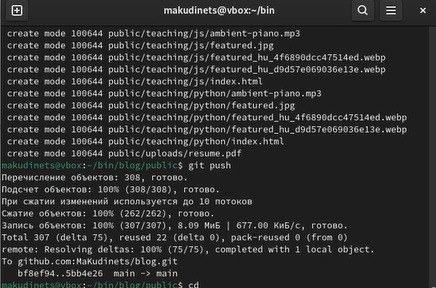 makudinets@vbox:~/bin
create mode 100644 public/teaching/js/ambient-piano.mp3
create mode 100644 public/teaching/js/featured.jpg
create mode 100644 public/teaching/js/featured_hu_4f6890dcc47514ed.webp
create mode 100644 public/teaching/js/featured_hu_d9d57e069036e13e.webp
create mode 100644 public/teaching/js/index.html
create mode 100644 public/teaching/python/ambient-piano.mp3
create mode 100644 public/teaching/python/featured.jpg
create mode 100644 public/teaching/python/featured_hu_4f6890dcc47514ed.webp
create mode 100644 public/teaching/python/featured_hu_d9d57e069036e13e.webp
create mode 100644 public/teaching/python/index.html
create mode 100644 public/uploads/resume.pdf
makudinets@vbox:~/bin/blog/public$ git push
Перечисление объектов: 308, готово.
Подсчет объектов: 100% (308/308), готово.
При сжатии изменений используется до 10 потоков
Сжатие объектов: 100% (262/262), готово.
Запись объектов: 100% (307/307), 8.09 МиБ | 677.00 КиБ/с, готово.
Total 307 (delta 75), reused 22 (delta 0), pack-reused 0 (from 0)
remote: Resolving deltas: 100% (75/75), completed with 1 local object.
To github.com:MaKudinets/blog.git
bf8ef94..5bb4e26 main -> main
makudinets@vbox:~/bin/blog/public$ cd